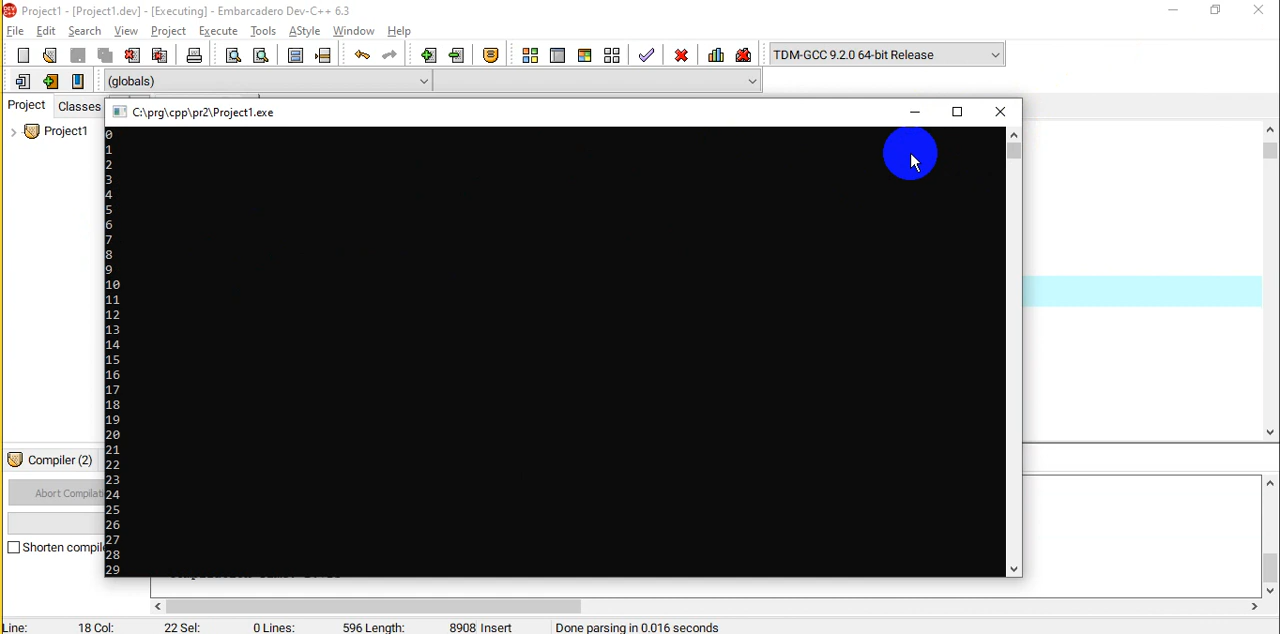 Project1 - [Project1.dev] - [Executing] - Embarcadero Dev-C++ 6.3
File Edit Search View Project Execute Tools AStyle Window Help
TDM-GCC 9.2.0 64-bit Release
(globals)
Project Classes
C:\prg\cpp\pr2\Project1.exe
Project1
0
1
2
3
4
5
6
7
8
9
10
11
12
13
14
15
16
17
18
19
20
21
22
23
24
25
26
27
28
29
Compiler (2)
Abort Compilat
Shorten compil
Line: 18 Col: 22 Sel: 0 Lines: 596 Length: 8908 Insert Done parsing in 0.016 seconds